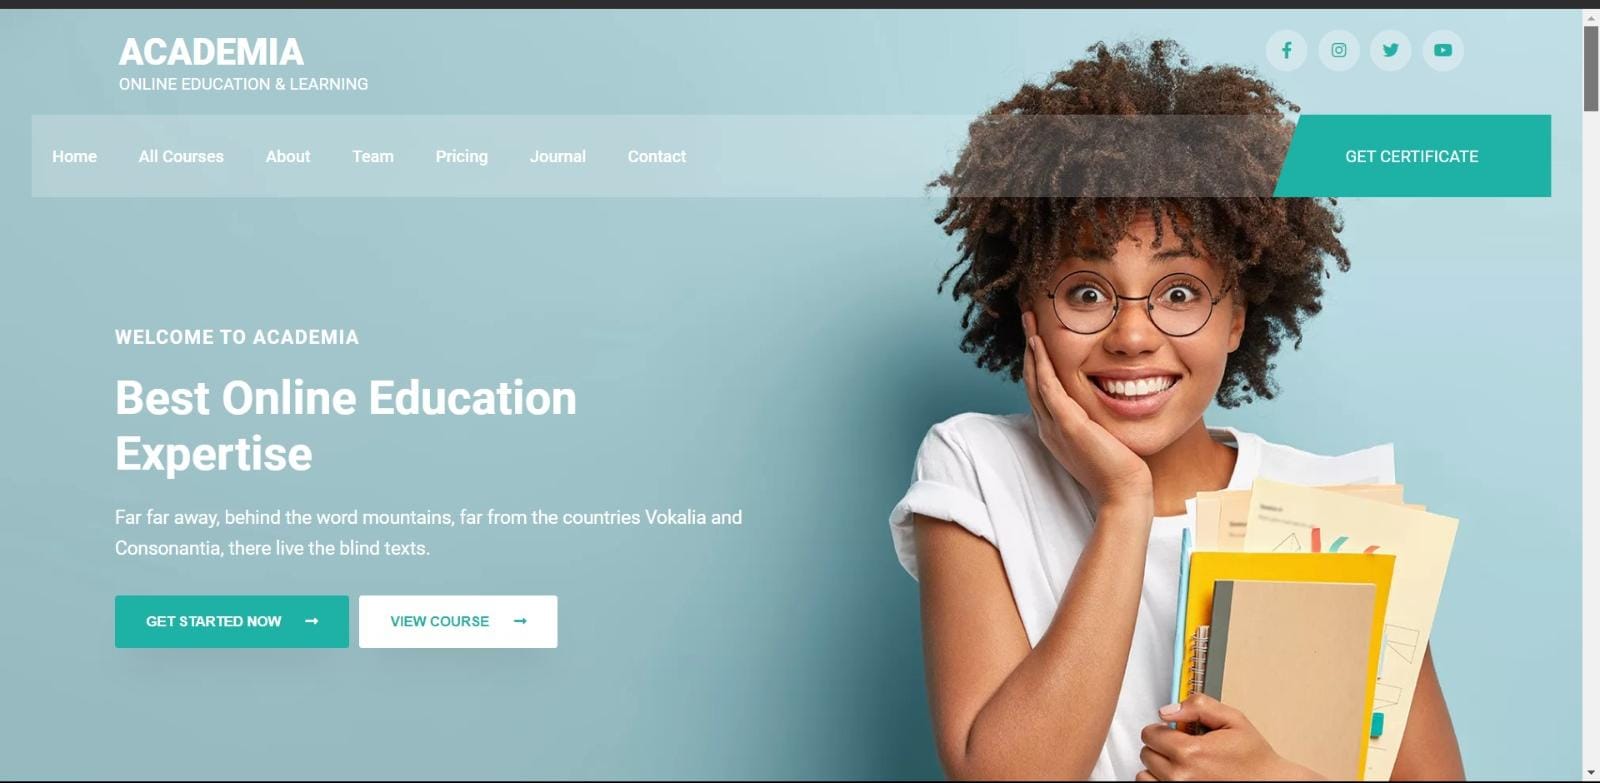 ACADEMIA
ONLINE EDUCATION & LEARNING
Home All Courses About Team Pricing Journal Contact GET CERTIFICATE
WELCOME TO ACADEMIA
Best Online Education
Expertise
Far far away, behind the word mountains, far from the countries Vokalia and
Consonantia, there live the blind texts.
GET STARTED NOW VIEW COURSE